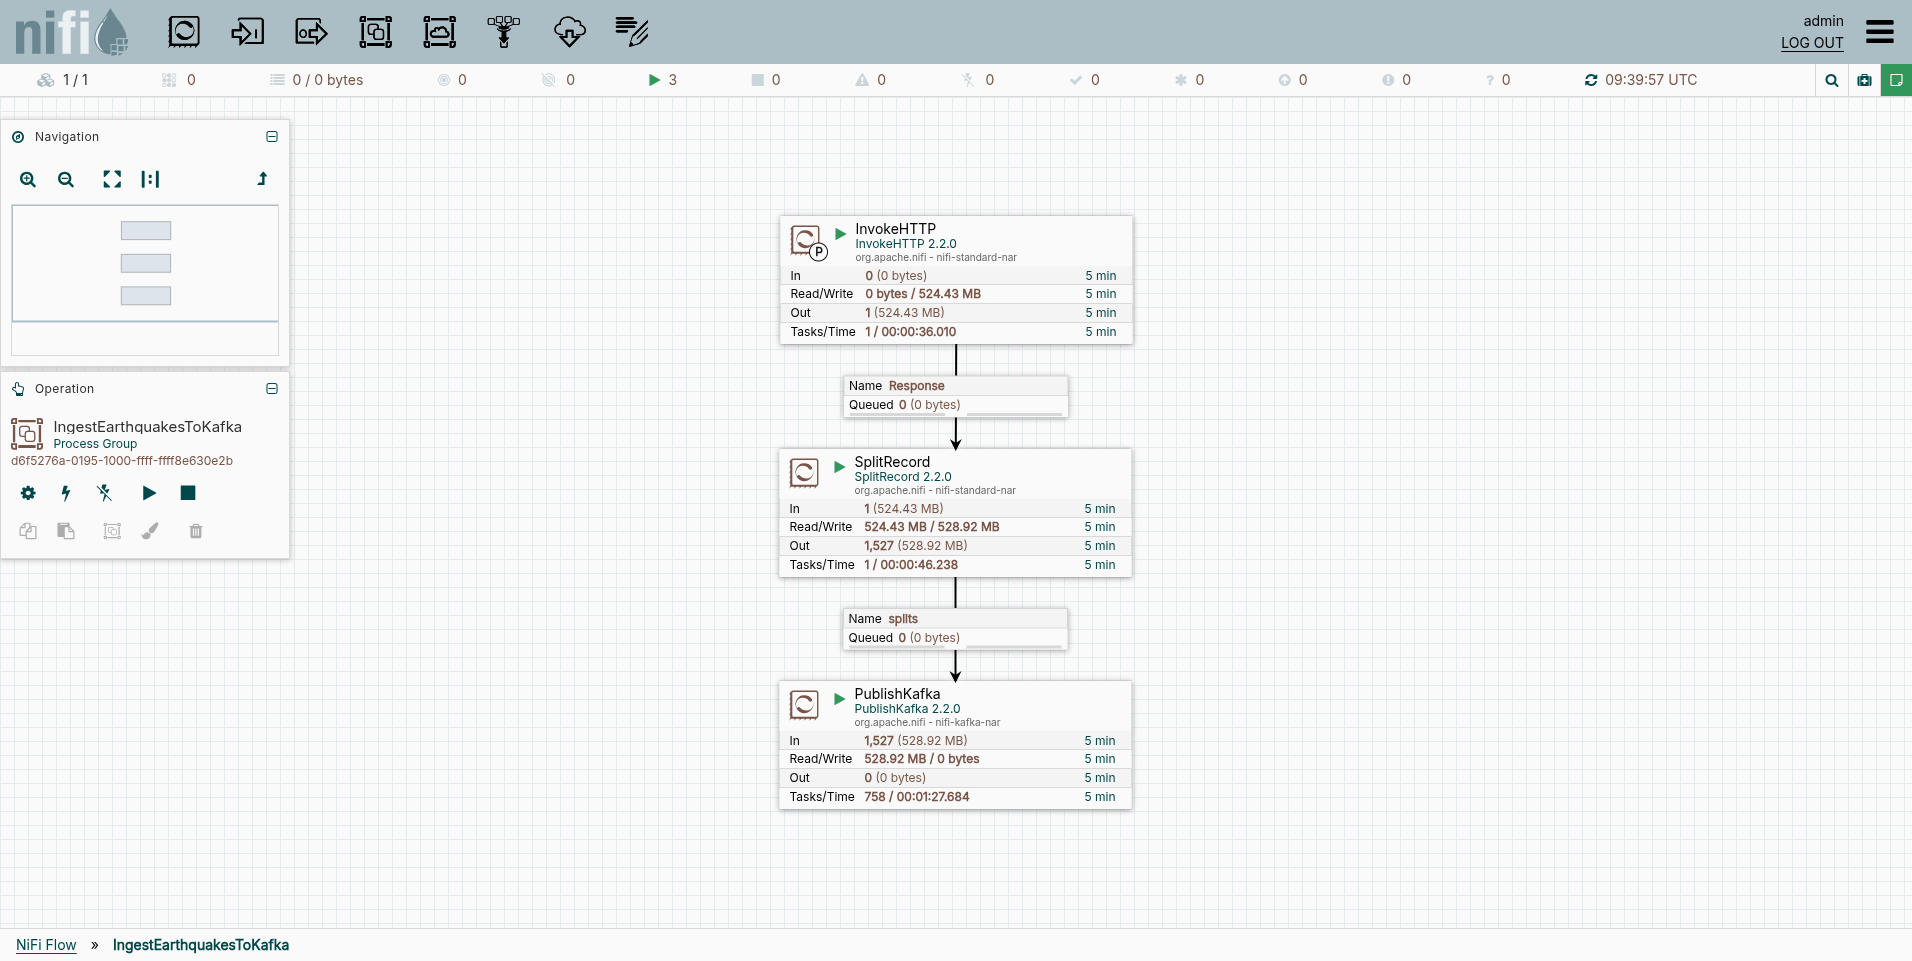 nifi
admin
LOG OUT
1 / 1
0
0 / 0 bytes
0
0
3
0
0
0
0
0
0
0
? 0
09:39:57 UTC
Navigation
Operation
IngestEarthquakesToKafka
Process Group
d6f5276a-0195-1000-ffff-ffff8e630e2b
InvokeHTTP
InvokeHTTP 2.2.0
org.apache.nifi - nifi-standard-nar
P
In 0 (0 bytes) 5 min
Read/Write 0 bytes / 524.43 MB 5 min
Out 1 (524.43 MB) 5 min
Tasks/Time 1 / 00:00:36.010 5 min
Name Response
Queued 0 (0 bytes)
SplitRecord
SplitRecord 2.2.0
org.apache.nifi - nifi-standard-nar
In 1 (524.43 MB) 5 min
Read/Write 524.43 MB / 528.92 MB 5 min
Out 1,527 (528.92 MB) 5 min
Tasks/Time 1 / 00:00:46.238 5 min
Name splits
Queued 0 (0 bytes)
PublishKafka
PublishKafka 2.2.0
org.apache.nifi - nifi-kafka-nar
In 1,527 (528.92 MB) 5 min
Read/Write 528.92 MB / 0 bytes 5 min
Out 0 (0 bytes) 5 min
Tasks/Time 758 / 00:01:27.684 5 min
NiFi Flow » IngestEarthquakesToKafka